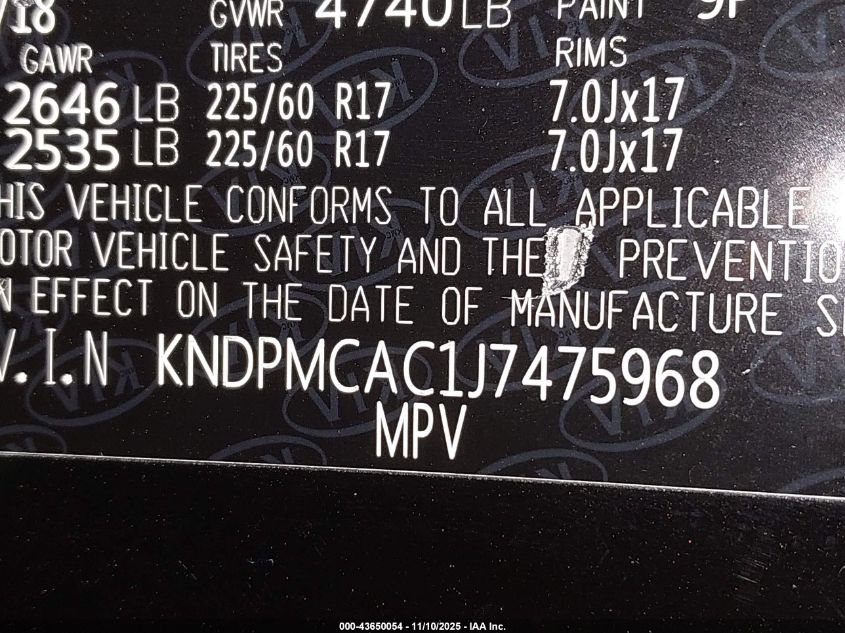 /18 GVWR 4740LB PAINT 9P
GAWR TIRES RIMS
2646 LB 225/60 R17 7.0Jx17
2535 LB 225/60 R17 7.0Jx17
HIS VEHICLE CONFORMS TO ALL APPLICABLE
OTOR VEHICLE SAFETY AND THE PREVENTIO
N EFFECT ON THE DATE OF MANUFACTURE S
V.I.N KNDPMCAC1J7475968
MPV
000-43650054 - 11/10/2025 - IAA Inc.